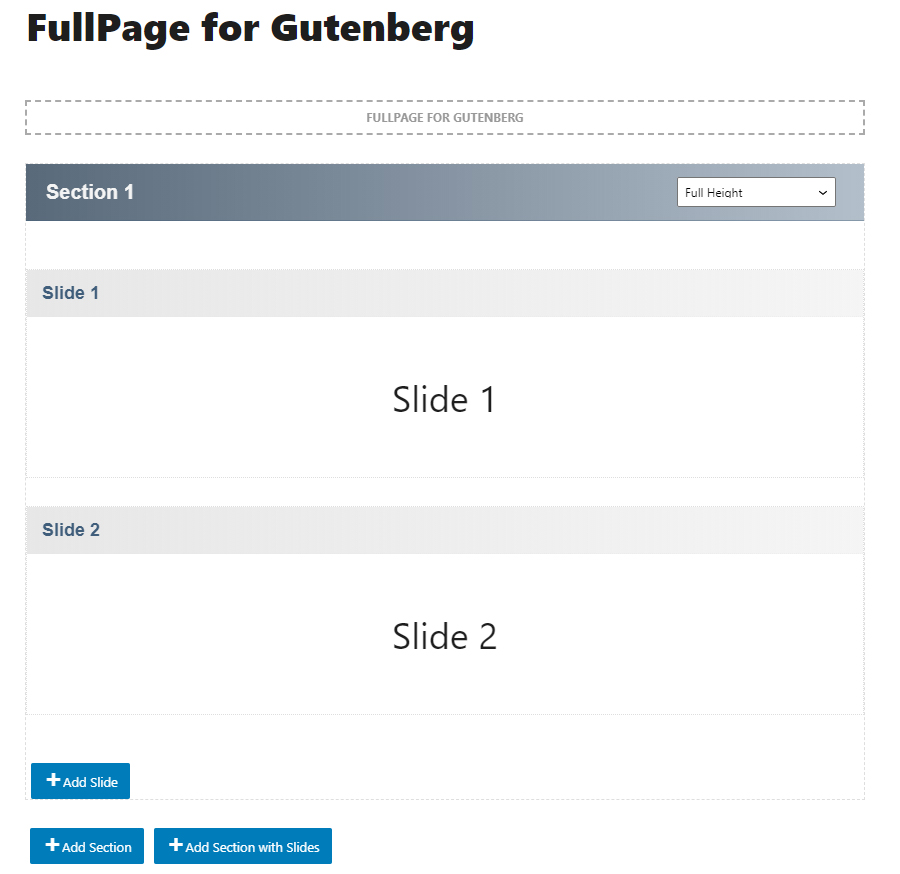 FullPage for Gutenberg
FULLPAGE FOR GUTENBERG
Section 1
Full Height
Slide 1
Slide 1
Slide 2
Slide 2
Add Slide
Add Section
Add Section with Slides